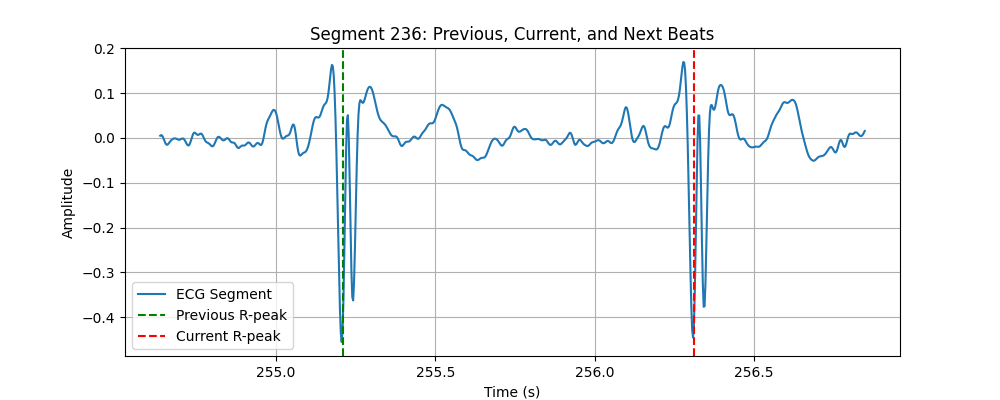 Segment 236: Previous, Current, and Next Beats
0.2
0.1
0.0
−0.1
−0.2
−0.3
−0.4
Amplitude
ECG Segment
Previous R-peak
Current R-peak
255.0 255.5 256.0 256.5
Time (s)